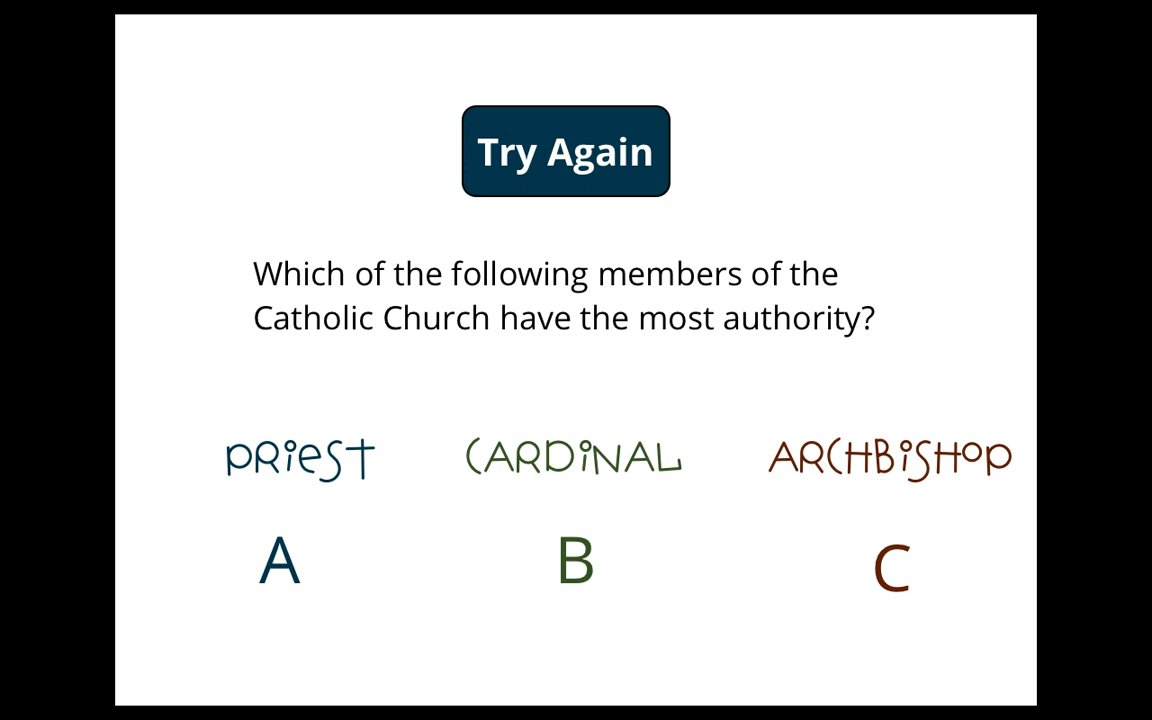 Try Again
Which of the following members of the
Catholic Church have the most authority?
PRiEST CARDiNAL ARCHBiSHOP
A B C